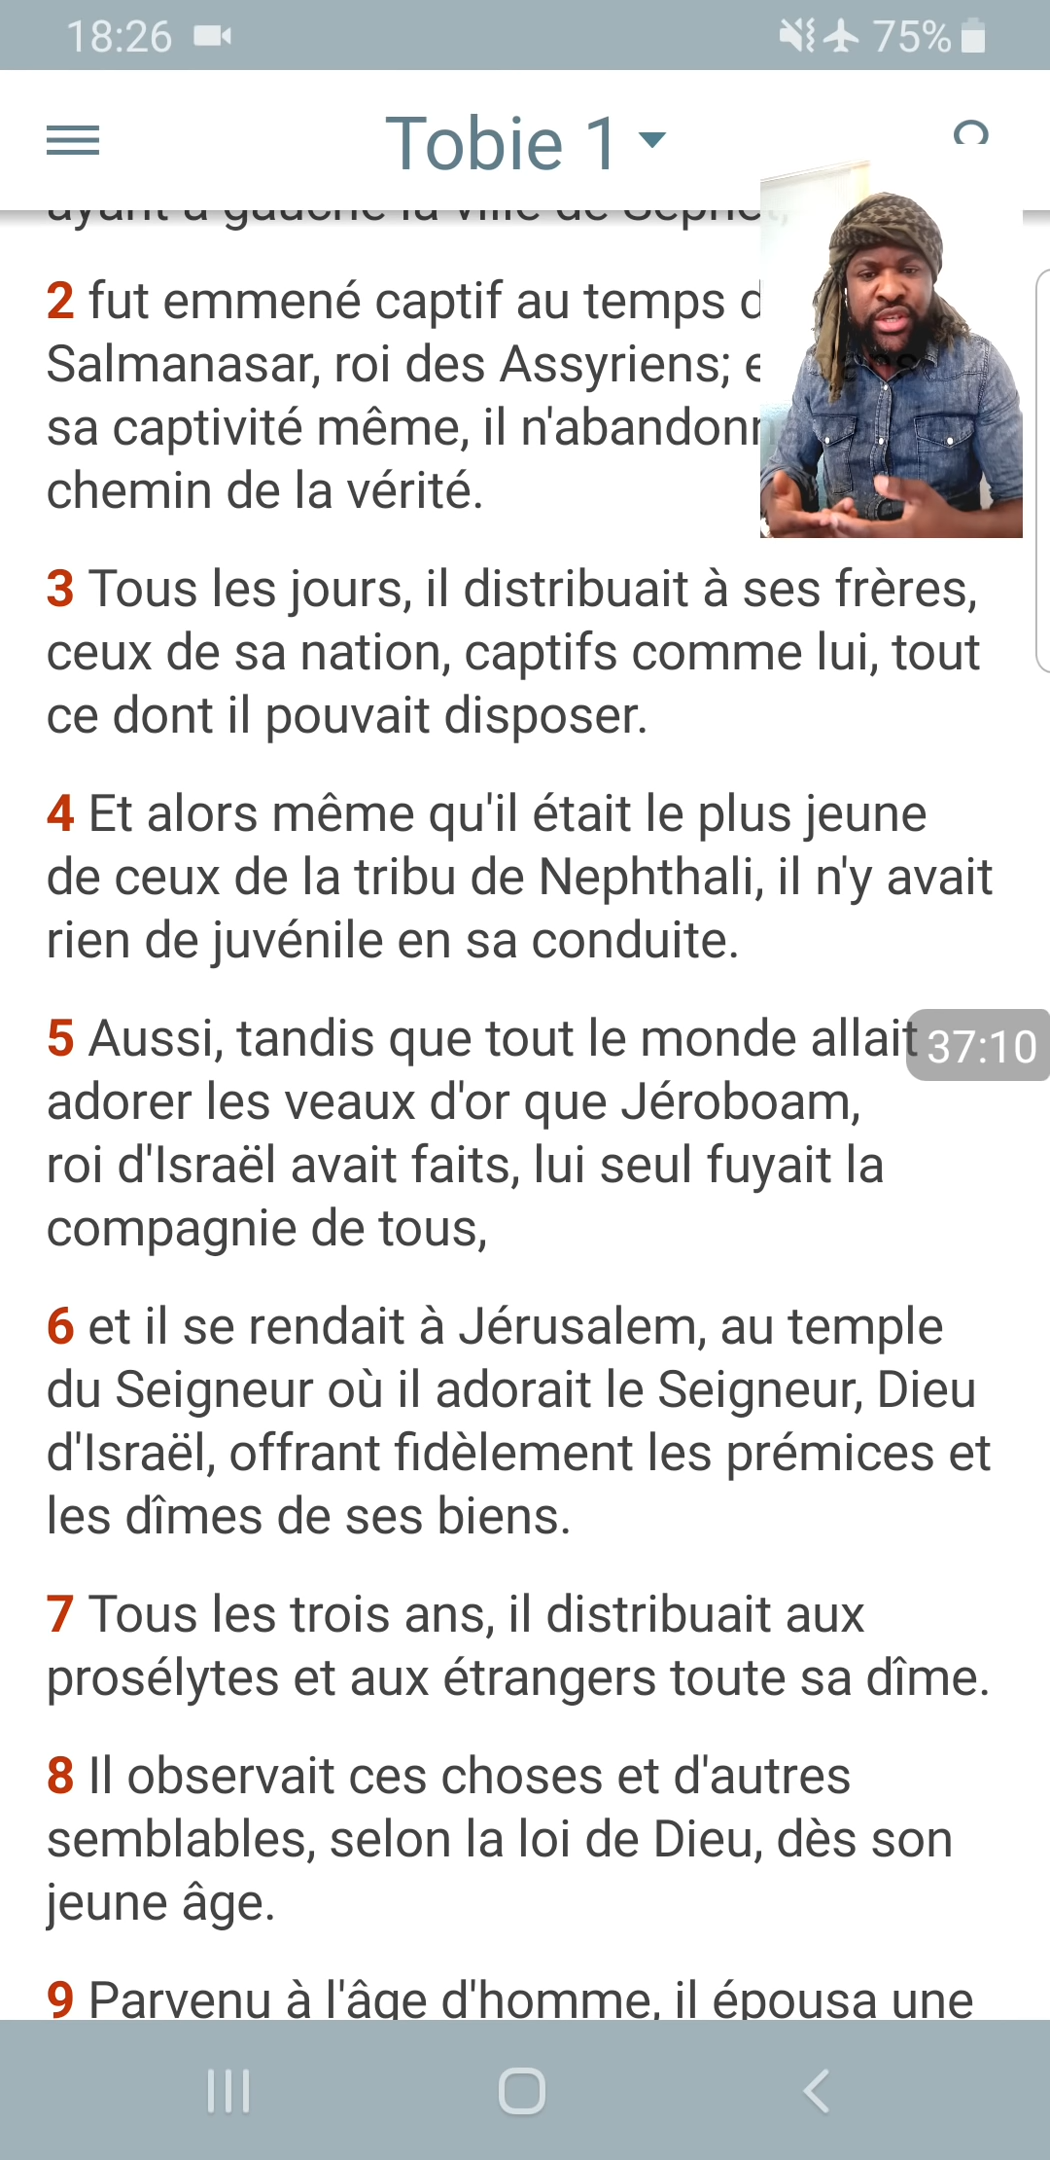 18:26
75%
Tobie 1
ayant à gauche la ville de Sephet,
2 fut emmené captif au temps d
Salmanasar, roi des Assyriens; e
sa captivité même, il n'abandonn
chemin de la vérité.
3 Tous les jours, il distribuait à ses frères,
ceux de sa nation, captifs comme lui, tout
ce dont il pouvait disposer.
4 Et alors même qu'il était le plus jeune
de ceux de la tribu de Nephthali, il n'y avait
rien de juvénile en sa conduite.
5 Aussi, tandis que tout le monde allait
37:10
adorer les veaux d'or que Jéroboam,
roi d'Israël avait faits, lui seul fuyait la
compagnie de tous,
6 et il se rendait à Jérusalem, au temple
du Seigneur où il adorait le Seigneur, Dieu
d'Israël, offrant fidèlement les prémices et
les dîmes de ses biens.
7 Tous les trois ans, il distribuait aux
prosélytes et aux étrangers toute sa dîme.
8 Il observait ces choses et d'autres
semblables, selon la loi de Dieu, dès son
jeune âge.
9 Parvenu à l'âge d'homme, il épousa une